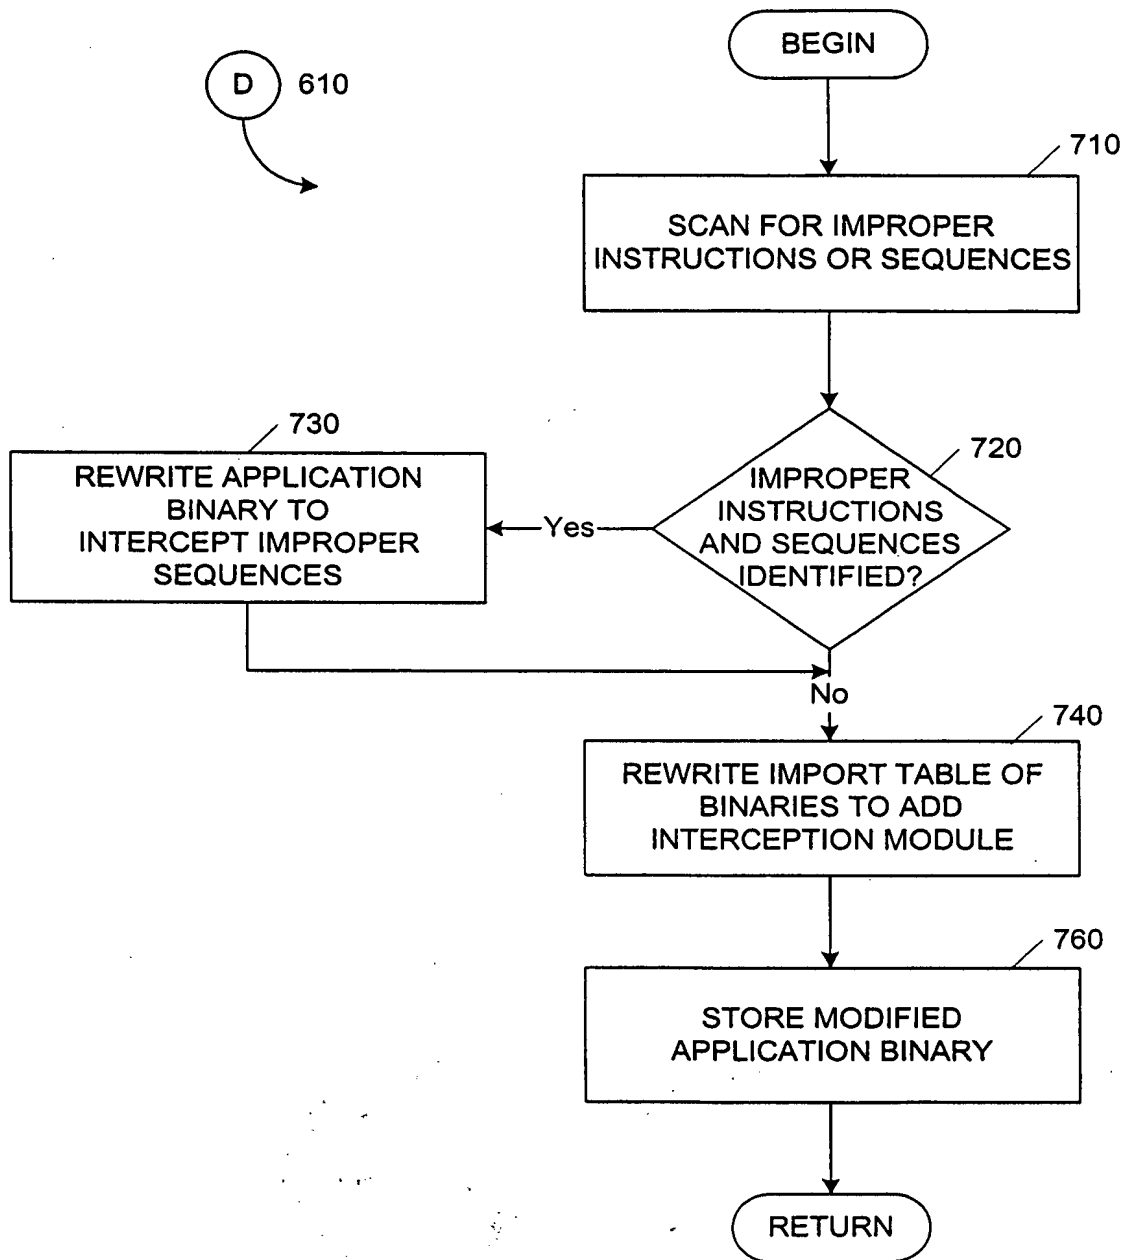 BEGIN
D 610
710
SCAN FOR IMPROPER
INSTRUCTIONS OR SEQUENCES
720
IMPROPER
INSTRUCTIONS
AND SEQUENCES
IDENTIFIED?
Yes
730
REWRITE APPLICATION
BINARY TO
INTERCEPT IMPROPER
SEQUENCES
No
740
REWRITE IMPORT TABLE OF
BINARIES TO ADD
INTERCEPTION MODULE
760
STORE MODIFIED
APPLICATION BINARY
RETURN